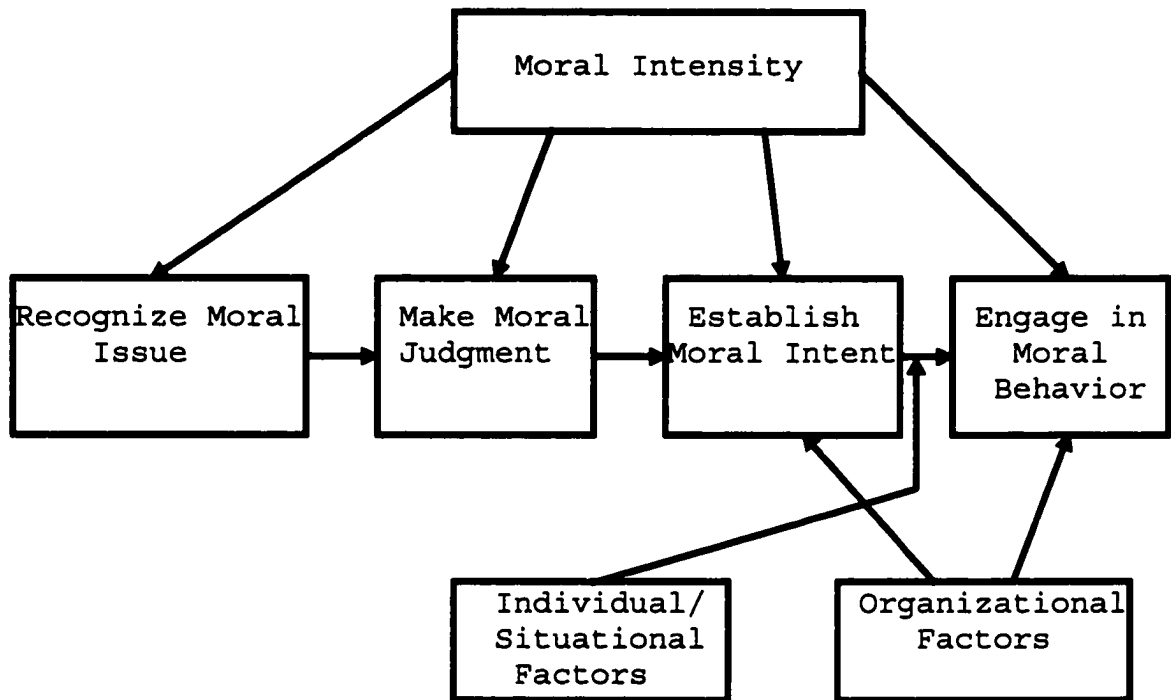 Moral Intensity
Recognize Moral
Issue
Make Moral
Judgment
Establish
Moral Intent
Engage in
Moral
Behavior
Individual/
Situational
Factors
Organizational
Factors